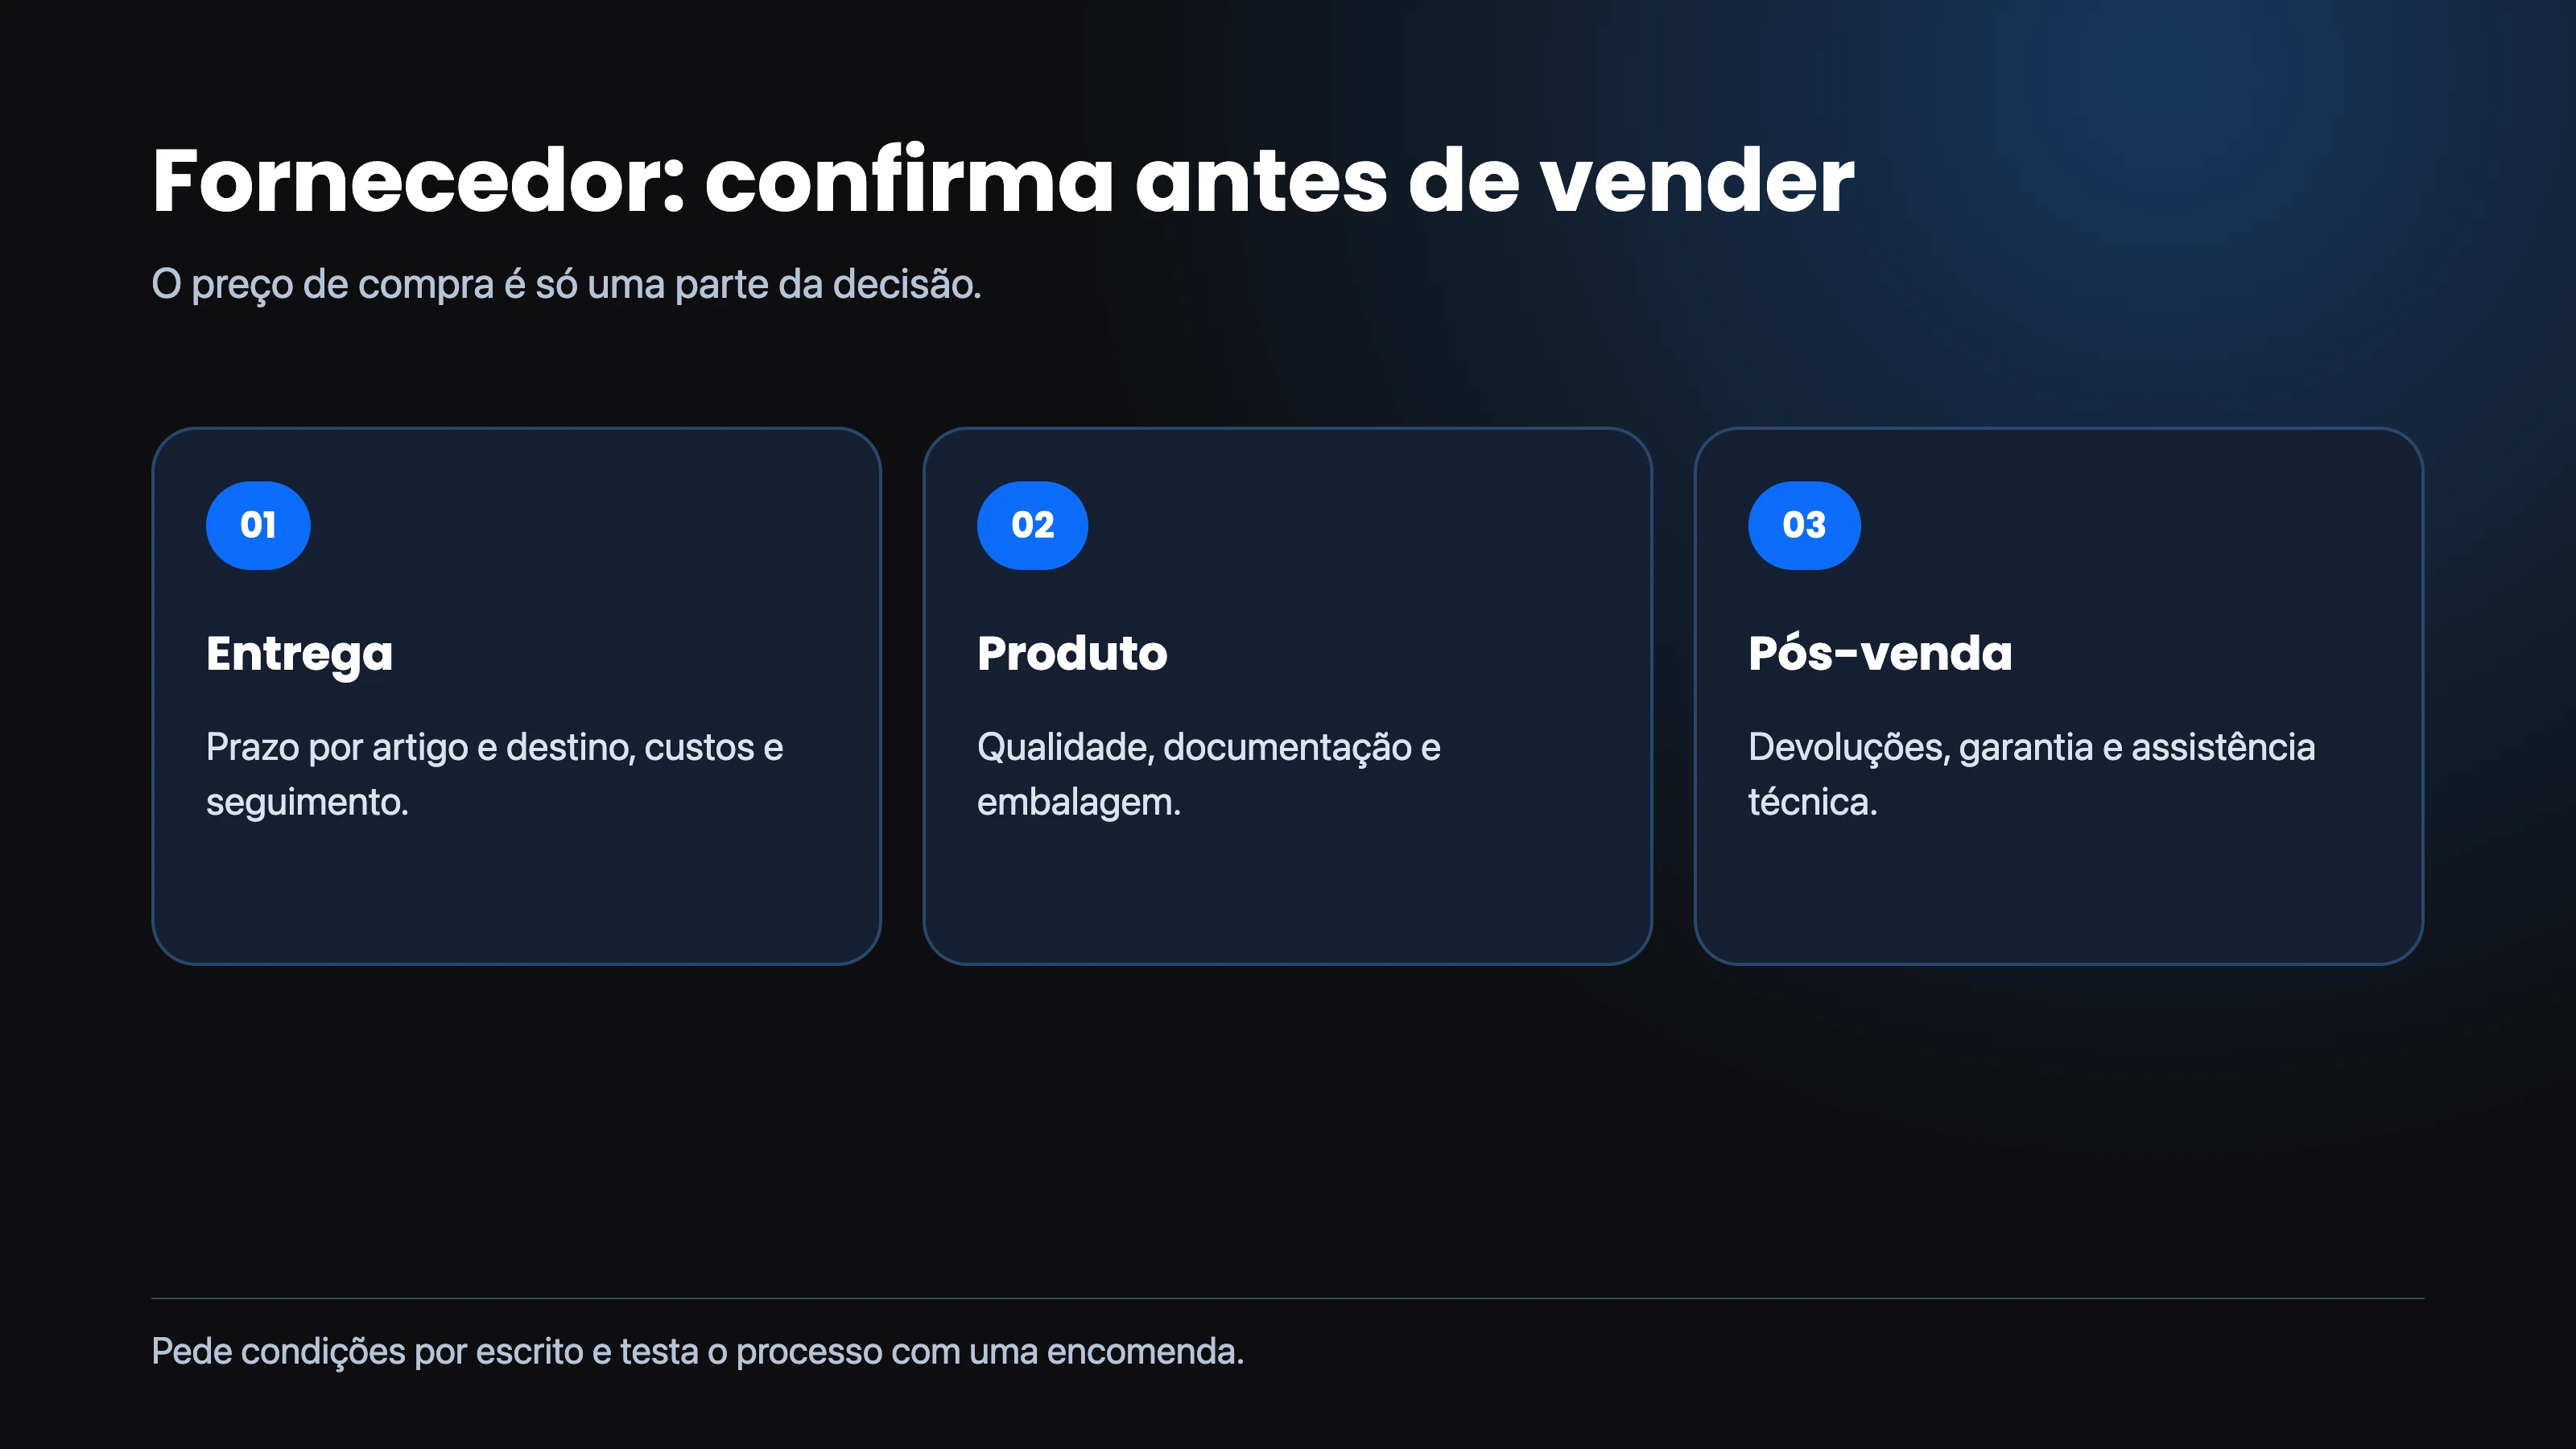 Fornecedor: confirma antes de vender
O preço de compra é só uma parte da decisão.
01
Entrega
Prazo por artigo e destino, custos e
seguimento.
02
Produto
Qualidade, documentação e
embalagem.
03
Pós-venda
Devoluções, garantia e assistência
técnica.
Pede condições por escrito e testa o processo com uma encomenda.